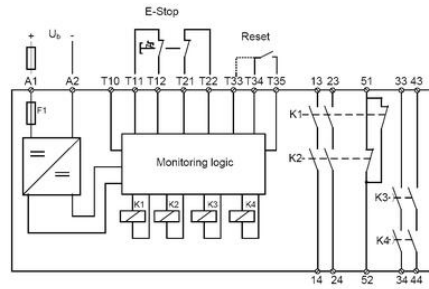 E-Stop
+ Ub - Reset
A1 A2 T10 T11 T12 T21 T22 T33 T34 T35 13 23 51 33 43
F1
K1
K2
Monitoring logic
K3
K1 K2 K3 K4
K4
14 24 52 34 44